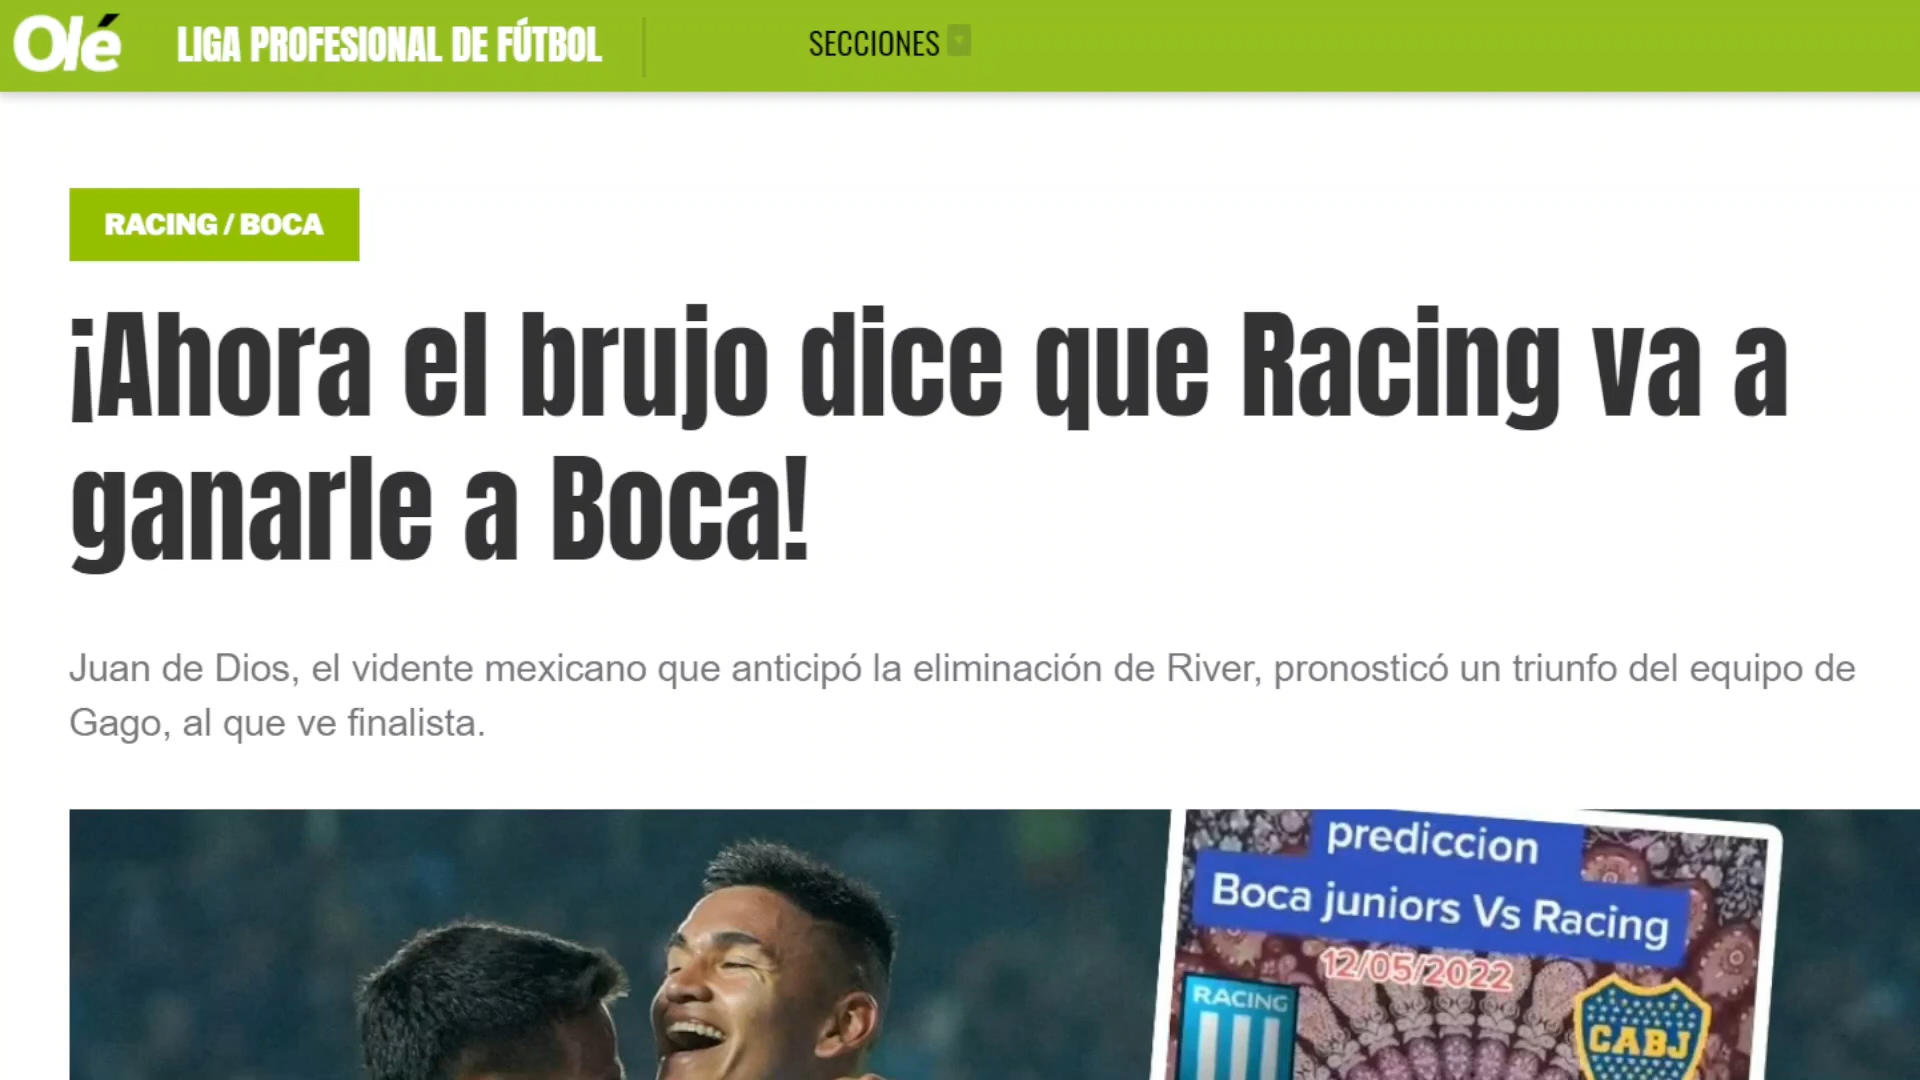 Olé LIGA PROFESIONAL DE FÚTBOL SECCIONES
RACING / BOCA
¡Ahora el brujo dice que Racing va a
ganarle a Boca!
Juan de Dios, el vidente mexicano que anticipó la eliminación de River, pronosticó un triunfo del equipo de
Gago, al que ve finalista.
prediccion
Boca juniors Vs Racing
12/05/2022
RACING
CABJ